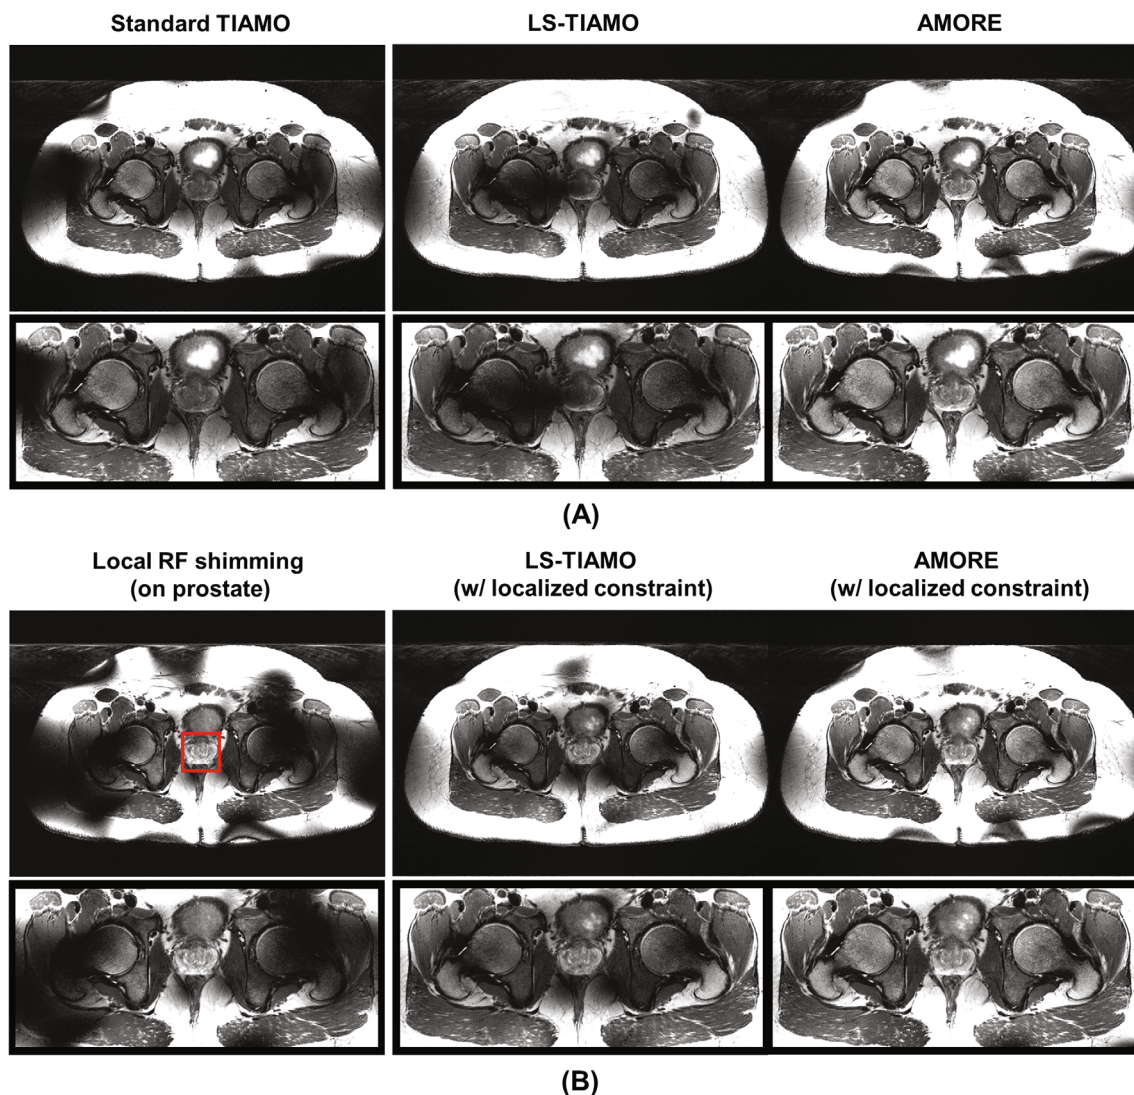 Standard TIAMO
LS-TIAMO
AMORE
(A)
Local RF shimming
(on prostate)
LS-TIAMO
(w/ localized constraint)
AMORE
(w/ localized constraint)
(B)